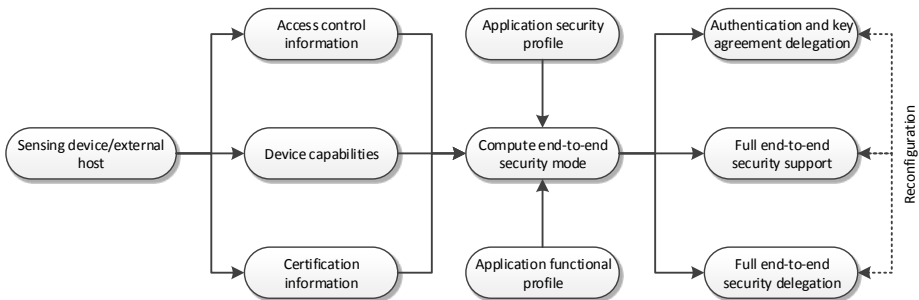 Access control
information
Application security
profile
Authentication and key
agreement delegation
Sensing device/external
host
Device capabilities
Compute end-to-end
security mode
Full end-to-end
security support
Reconfiguration
Certification
information
Application functional
profile
Full end-to-end
security delegation